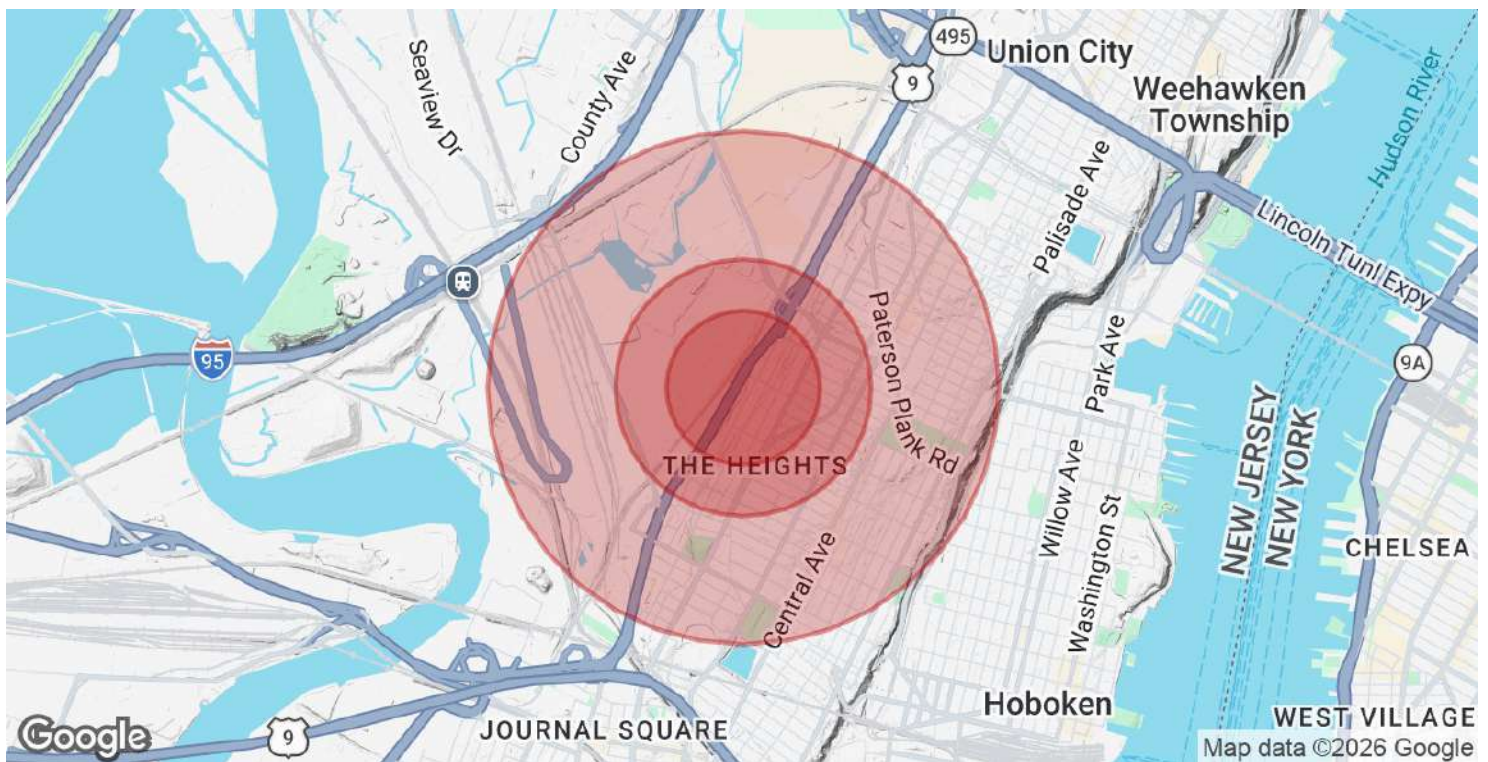 495
Union City
9
Weehawken
Township
Seaview Dr
County Ave
Hudson River
Palisade Ave
Lincoln Tunl Expy
95
Paterson Plank Rd
Park Ave
9A
THE HEIGHTS
Willow Ave
Washington St
NEW JERSEY
NEW YORK
CHELSEA
Central Ave
Hoboken
JOURNAL SQUARE
9
WEST VILLAGE
Google
Map data ©2026 Google